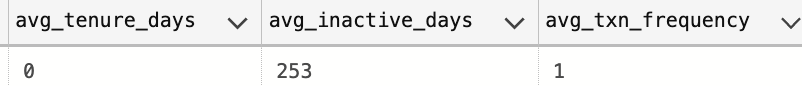 avg_tenure_days avg_inactive_days avg_txn_frequency
0 253 1